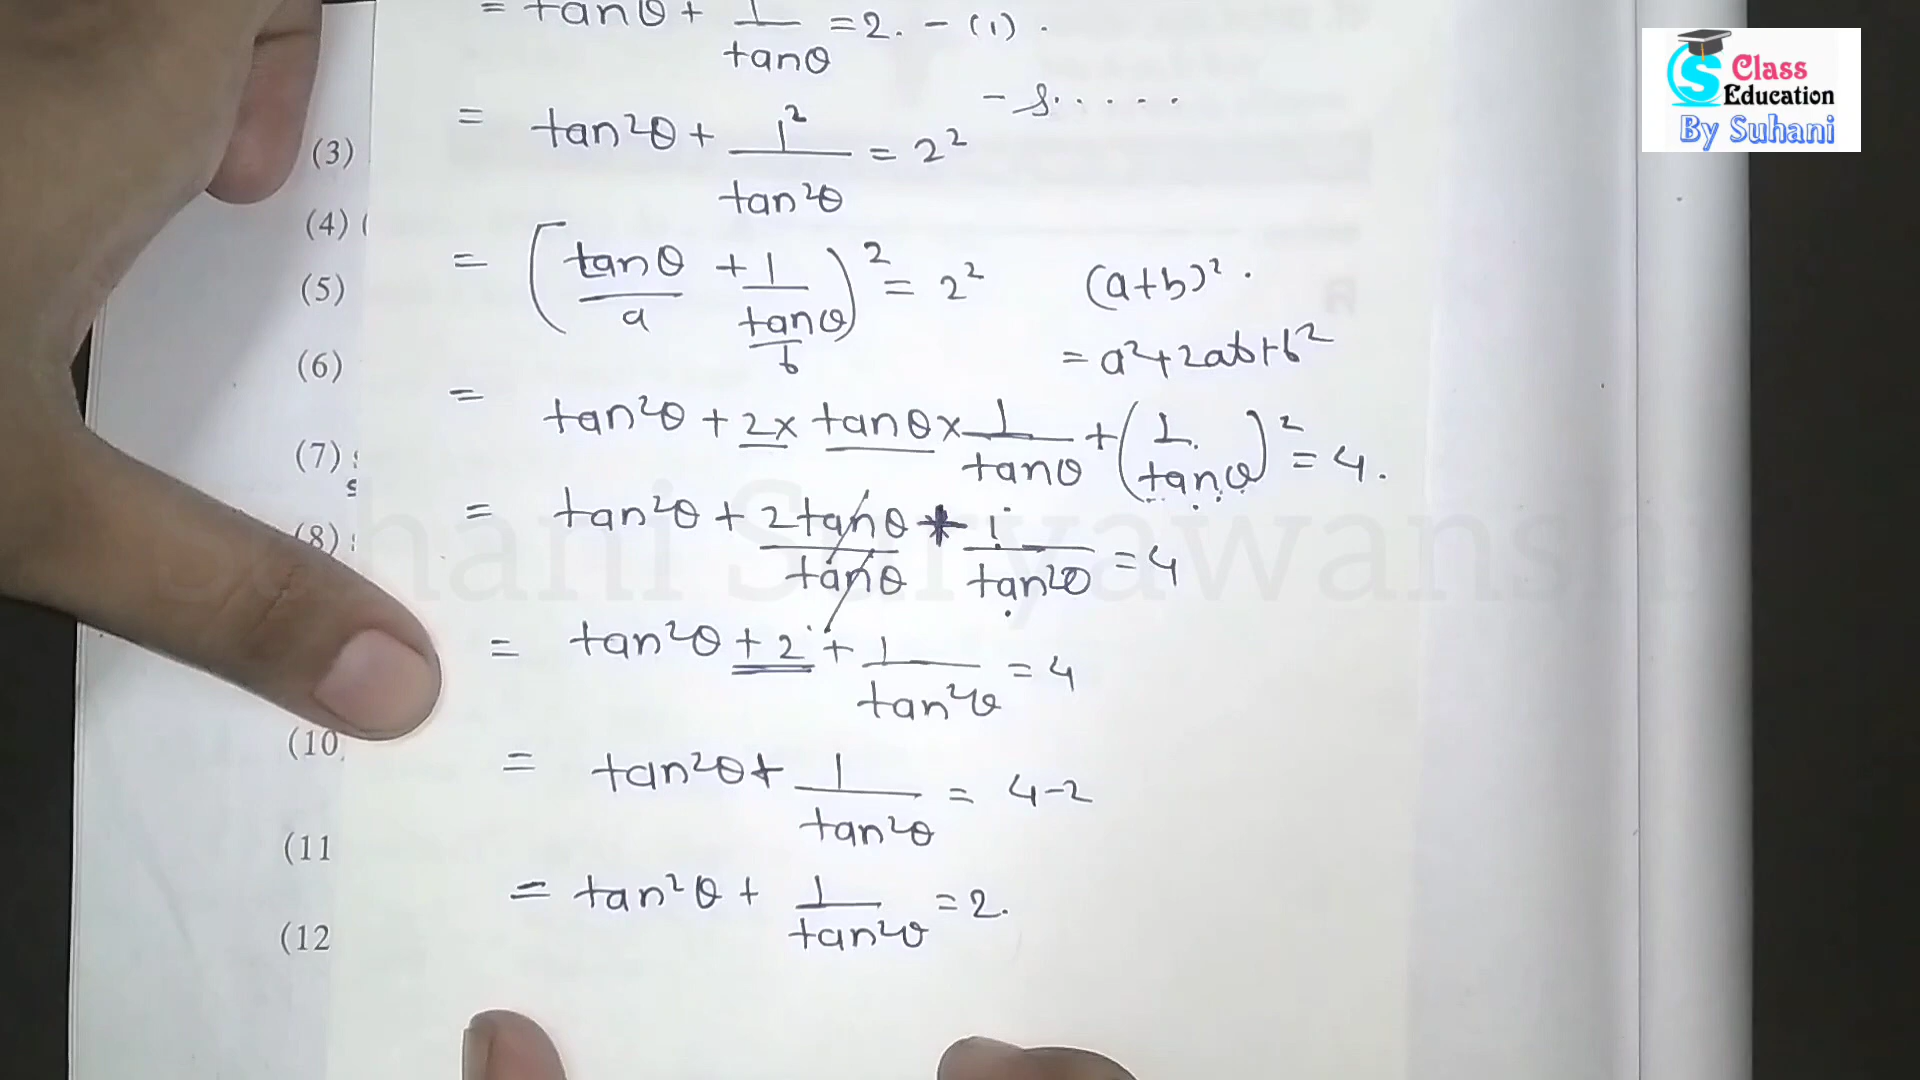 = tanθ + 1/tanθ = 2. – (1) .
– S . . . . .
= tan²θ + 1²/tan²θ = 2²
= (tanθ/a + 1/tanθ/b)² = 2²
(a+b)² .
= a²+2ab+b²
= tan²θ + 2× tanθ × 1/tanθ + (1/tanθ)² = 4 .
= tan²θ + 2tanθ/tanθ * 1/tan²θ = 4
= tan²θ + 2 + 1/tan²θ = 4
= tan²θ + 1/tan²θ = 4-2
= tan²θ + 1/tan²θ = 2.
(3)
(4) (
(5)
(6)
(7) s
s
(8)
(10)
(11
(12
S Class
Education
By Suhani
Suhani Suryawanshi